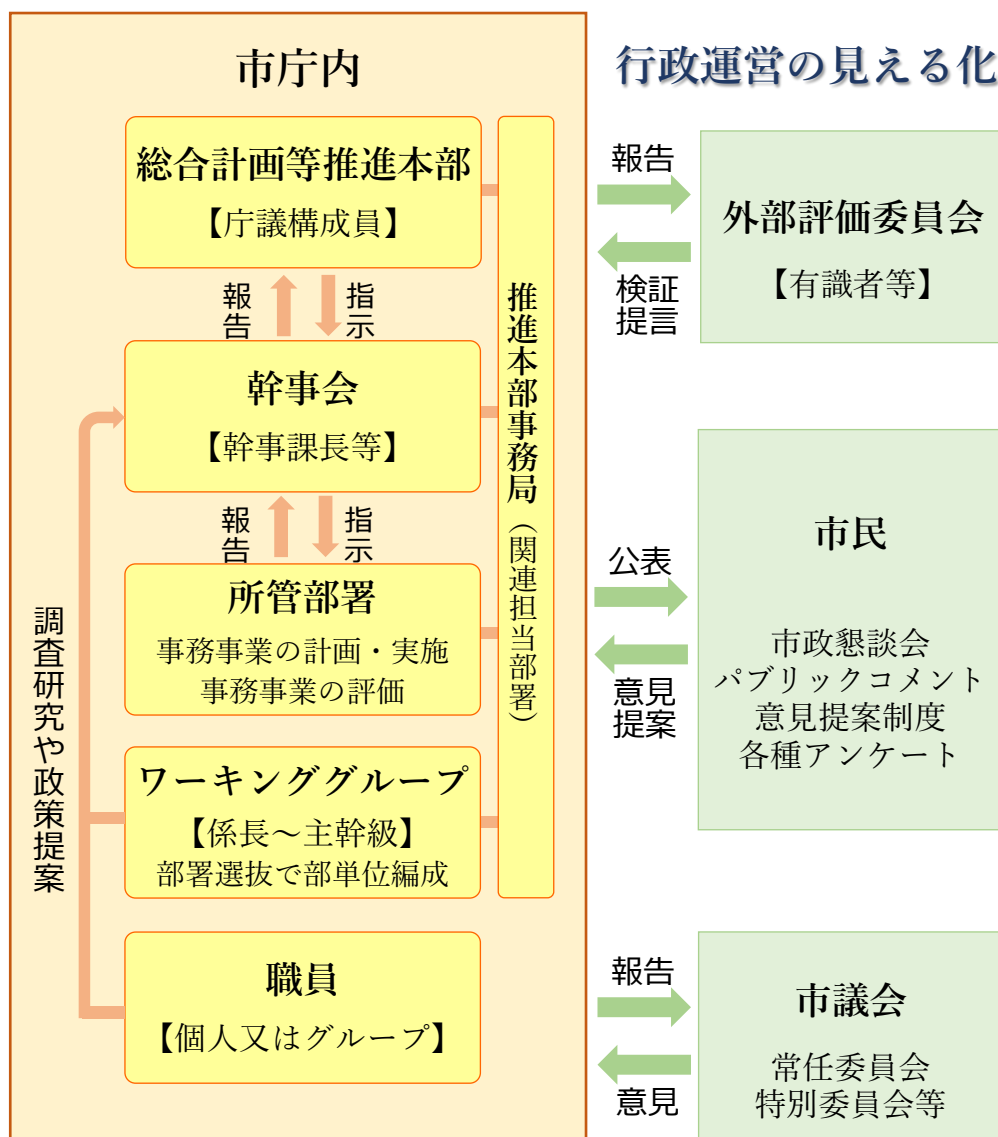 市庁内
行政運営の見える化
総合計画等推進本部
【庁議構成員】
報告
指示
幹事会
【幹事課長等】
報告
指示
所管部署
事務事業の計画・実施
事務事業の評価
ワーキンググループ
【係長～主幹級】
部署選抜で部単位編成
職員
【個人又はグループ】
調査研究や政策提案
推進本部事務局（関連担当部署）
報告
検証
提言
外部評価委員会
【有識者等】
公表
意見
提案
市民
市政懇談会
パブリックコメント
意見提案制度
各種アンケート
報告
意見
市議会
常任委員会
特別委員会等